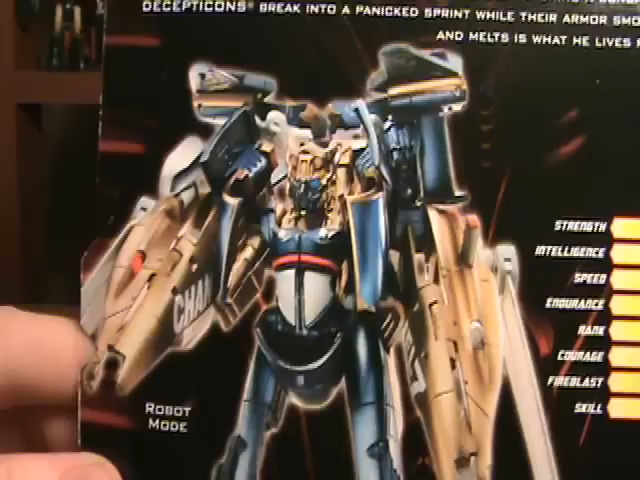 DECEPTICONS® BREAK INTO A PANICKED SPRINT WHILE THEIR ARMOR
AND MELTS IS WHAT HE LIVES
STRENGTH
INTELLIGENCE
SPEED
ENDURANCE
RANK
COURAGE
FIREBLAST
SKILL
CHAN
ROBOT
MODE